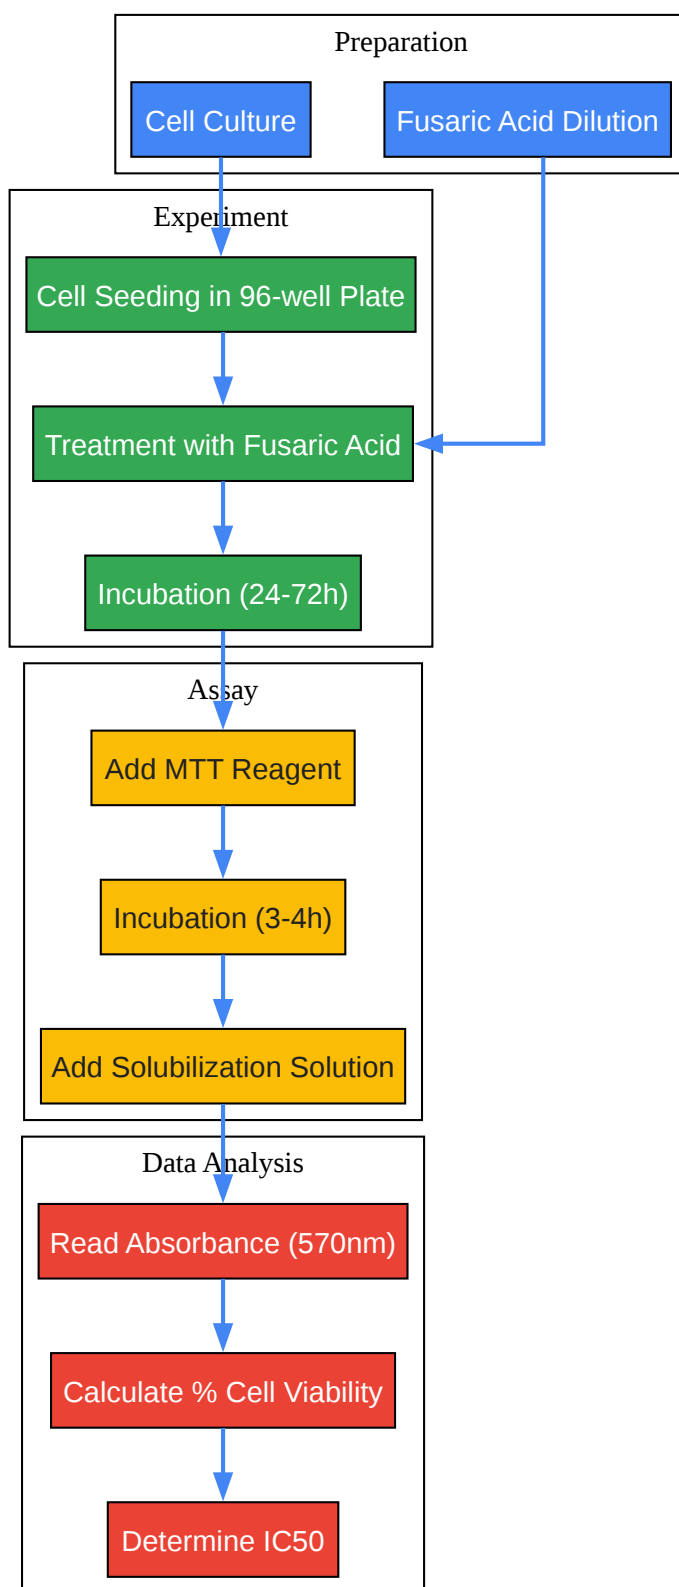 Preparation
Cell Culture
Fusaric Acid Dilution
Experiment
Cell Seeding in 96-well Plate
Treatment with Fusaric Acid
Incubation (24-72h)
Assay
Add MTT Reagent
Incubation (3-4h)
Add Solubilization Solution
Data Analysis
Read Absorbance (570nm)
Calculate % Cell Viability
Determine IC50